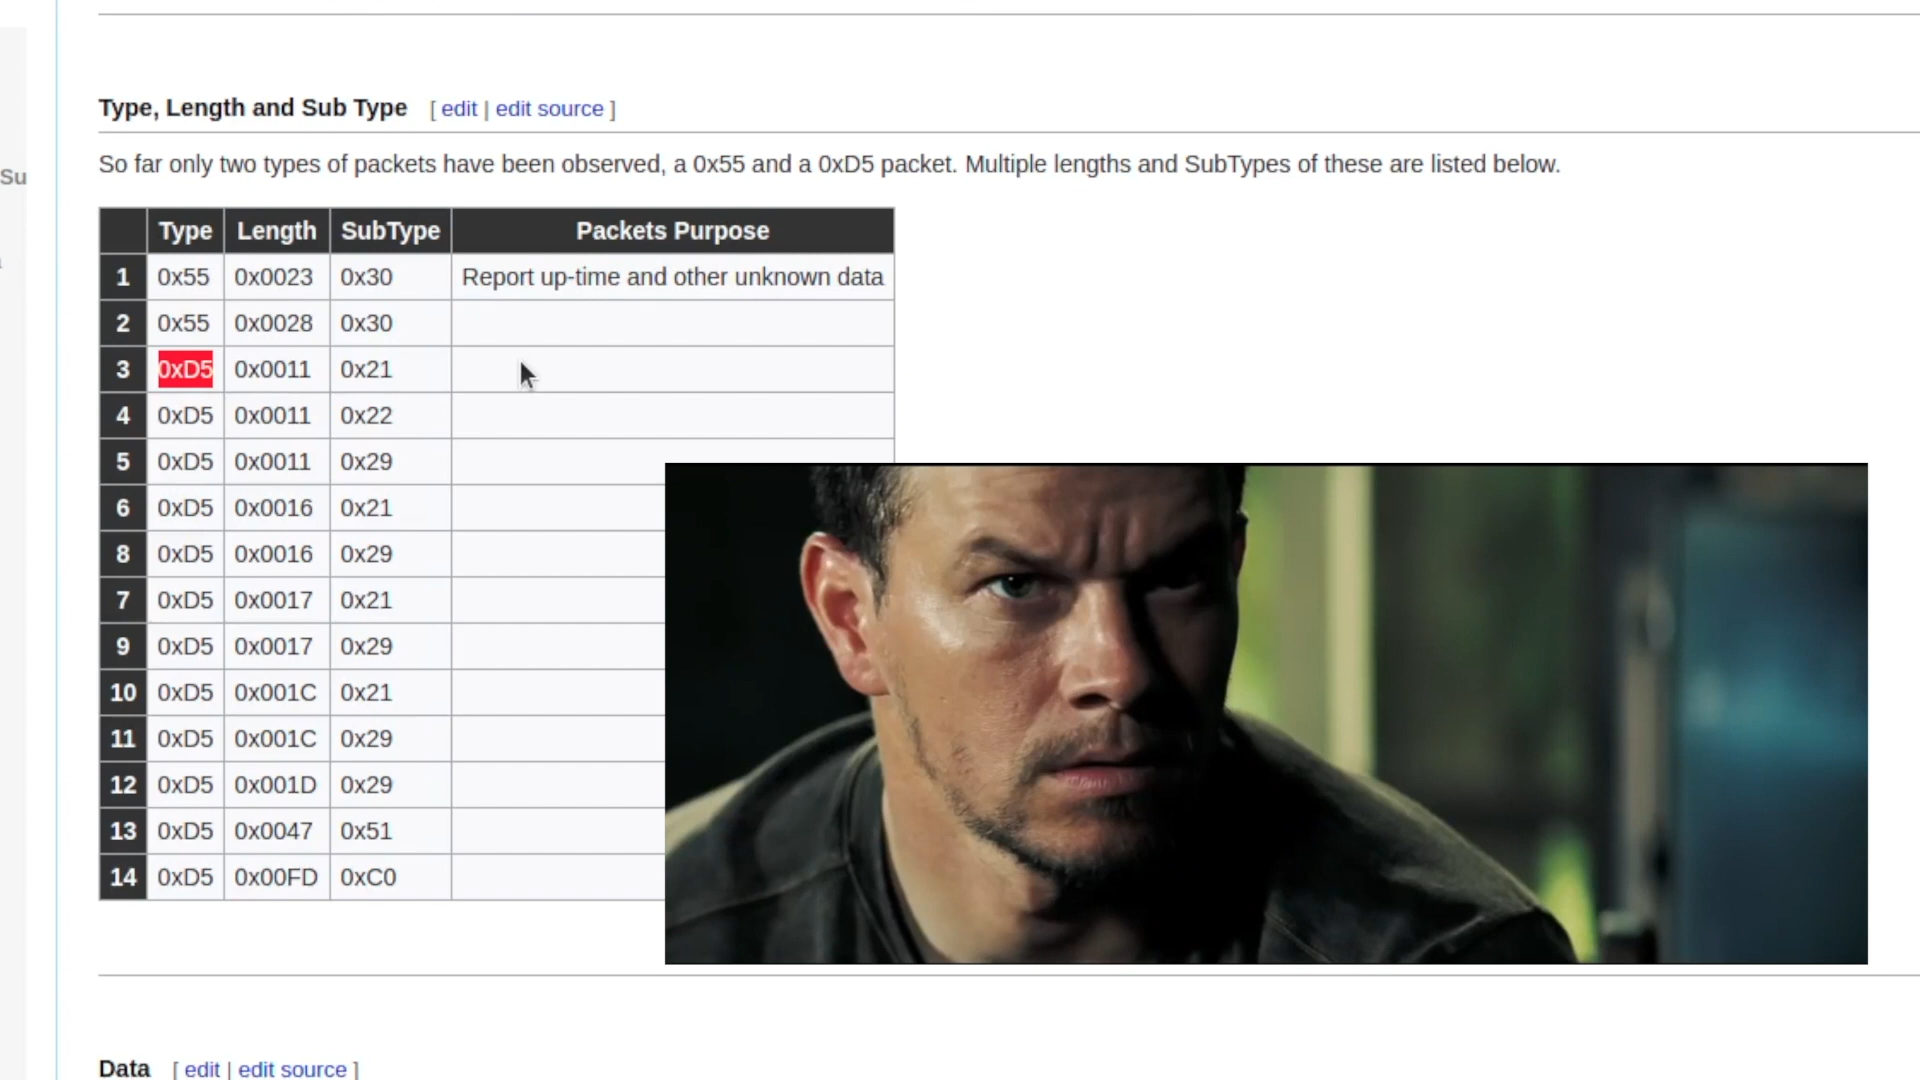 Type, Length and Sub Type [ edit | edit source ]
So far only two types of packets have been observed, a 0x55 and a 0xD5 packet. Multiple lengths and SubTypes of these are listed below.
Su
Type Length SubType Packets Purpose
1 0x55 0x0023 0x30 Report up-time and other unknown data
2 0x55 0x0028 0x30
3 0xD5 0x0011 0x21
4 0xD5 0x0011 0x22
5 0xD5 0x0011 0x29
6 0xD5 0x0016 0x21
8 0xD5 0x0016 0x29
7 0xD5 0x0017 0x21
9 0xD5 0x0017 0x29
10 0xD5 0x001C 0x21
11 0xD5 0x001C 0x29
12 0xD5 0x001D 0x29
13 0xD5 0x0047 0x51
14 0xD5 0x00FD 0xC0
Data [ edit | edit source ]